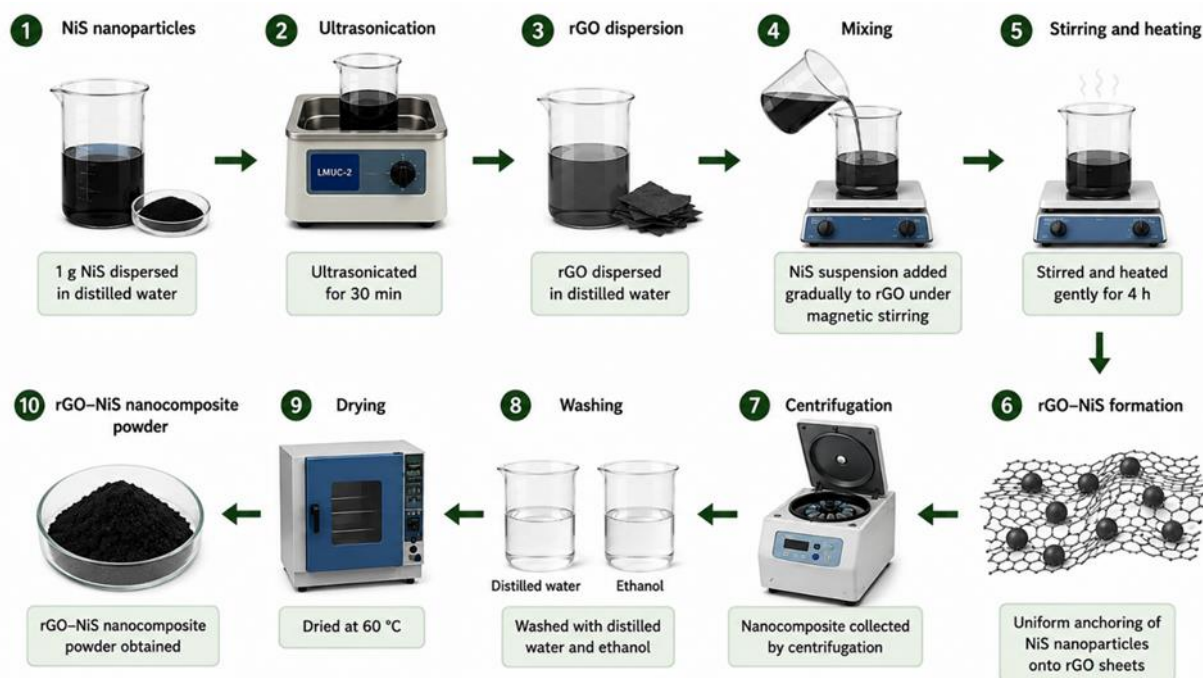 1 NiS nanoparticles
2 Ultrasonication
3 rGO dispersion
4 Mixing
5 Stirring and heating
LMUC-2
1 g NiS dispersed
in distilled water
Ultrasonicated
for 30 min
rGO dispersed
in distilled water
NiS suspension added
gradually to rGO under
magnetic stirring
Stirred and heated
gently for 4 h
10 rGO–NiS nanocomposite
powder
9 Drying
8 Washing
7 Centrifugation
6 rGO–NiS formation
Distilled water
Ethanol
rGO–NiS nanocomposite
powder obtained
Dried at 60 °C
Washed with distilled
water and ethanol
Nanocomposite collected
by centrifugation
Uniform anchoring of
NiS nanoparticles
onto rGO sheets